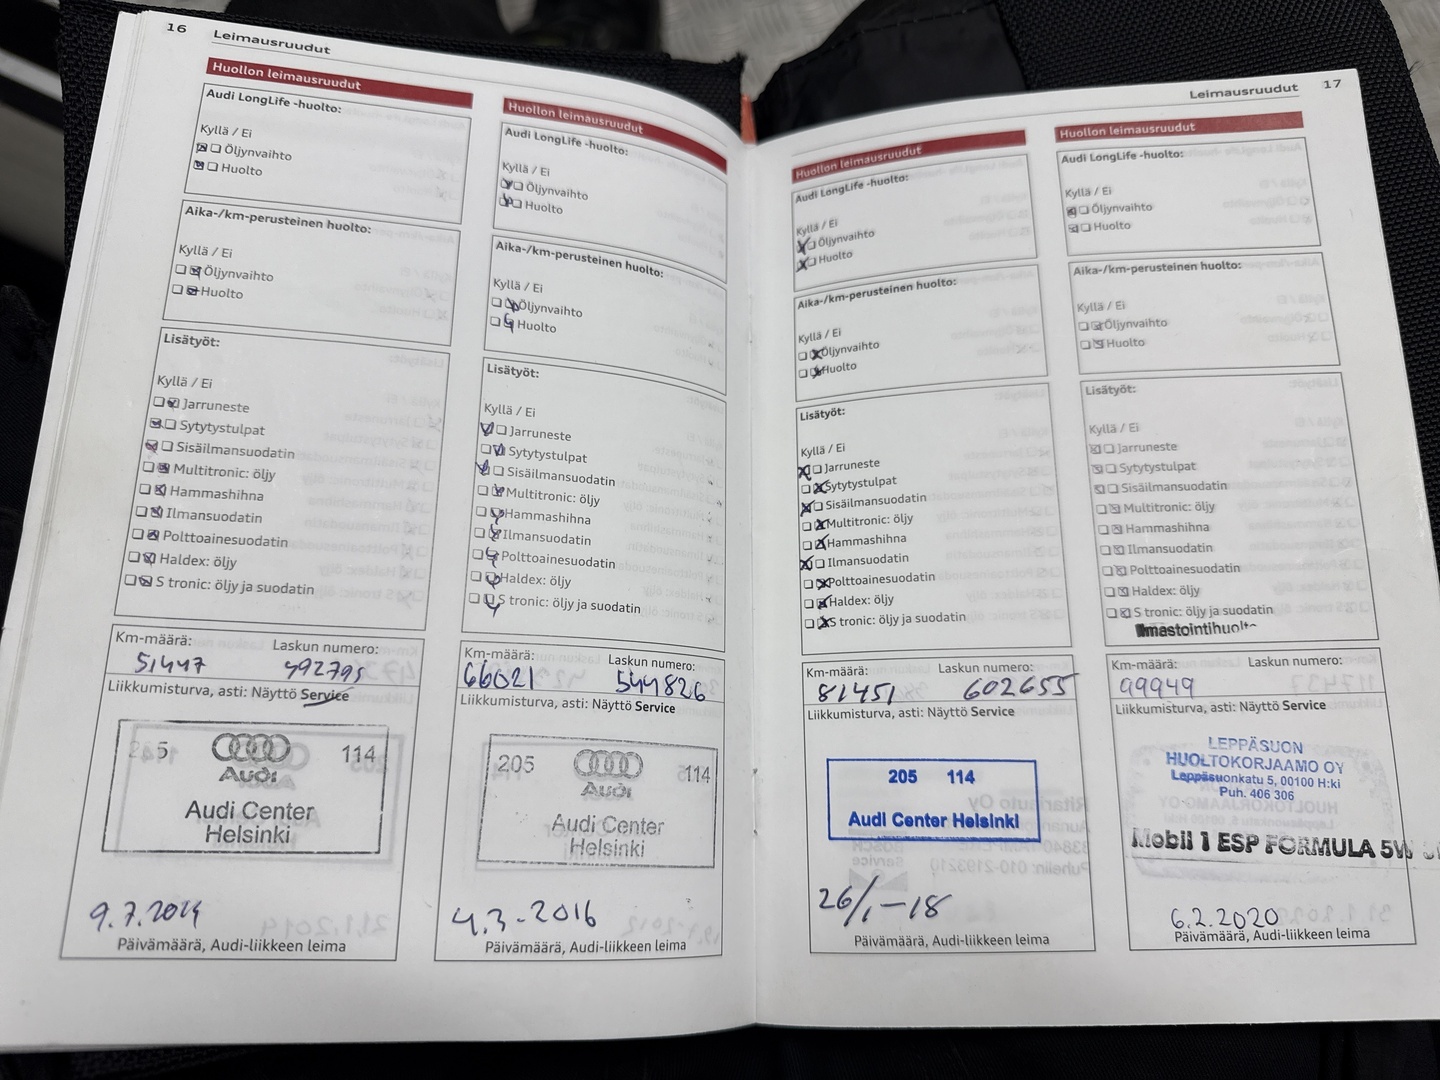 16 Leimausruudut
Huollon leimausruudut
Audi LongLife -huolto:
Kyllä / Ei
Öljynvaihto
Huolto
Aika-/km-perusteinen huolto:
Kyllä / Ei
Öljynvaihto
Huolto
Lisätyöt:
Kyllä / Ei
Jarruneste
Sytytystulpat
Sisäilmansuodatin
Multitronic: öljy
Hammashihna
Ilmansuodatin
Polttoainesuodatin
Haldex: öljy
S tronic: öljy ja suodatin
Km-määrä: Laskun numero:
51447 492795
Liikkumisturva, asti: Näyttö Service
5 114
Audi
Audi Center
Helsinki
9.7.2014
Päivämäärä, Audi-liikkeen leima
Huollon leimausruudut
Audi LongLife -huolto:
Kyllä / Ei
Öljynvaihto
Huolto
Aika-/km-perusteinen huolto:
Kyllä / Ei
Öljynvaihto
Huolto
Lisätyöt:
Kyllä / Ei
Jarruneste
Sytytystulpat
Sisäilmansuodatin
Multitronic: öljy
Hammashihna
Ilmansuodatin
Polttoainesuodatin
Haldex: öljy
S tronic: öljy ja suodatin
Km-määrä: Laskun numero:
66021 544826
Liikkumisturva, asti: Näyttö Service
205 114
Audi
Audi Center
Helsinki
4.3.-2016
Päivämäärä, Audi-liikkeen leima
Leimausruudut 17
Huollon leimausruudut
Audi LongLife -huolto:
Kyllä / Ei
Öljynvaihto
Huolto
Aika-/km-perusteinen huolto:
Kyllä / Ei
Öljynvaihto
Huolto
Lisätyöt:
Kyllä / Ei
Jarruneste
Sytytystulpat
Sisäilmansuodatin
Multitronic: öljy
Hammashihna
Ilmansuodatin
Polttoainesuodatin
Haldex: öljy
S tronic: öljy ja suodatin
Km-määrä: Laskun numero:
81451 602655
Liikkumisturva, asti: Näyttö Service
205 114
Audi Center Helsinki
26/1-18
Päivämäärä, Audi-liikkeen leima
Huollon leimausruudut
Audi LongLife -huolto:
Kyllä / Ei
Öljynvaihto
Huolto
Aika-/km-perusteinen huolto:
Kyllä / Ei
Öljynvaihto
Huolto
Lisätyöt:
Kyllä / Ei
Jarruneste
Sytytystulpat
Sisäilmansuodatin
Multitronic: öljy
Hammashihna
Ilmansuodatin
Polttoainesuodatin
Haldex: öljy
S tronic: öljy ja suodatin
Ilmastointihuolto
Km-määrä: Laskun numero:
99949
Liikkumisturva, asti: Näyttö Service
LEPPÄSUON
HUOLTOKORJAAMO OY
Leppäsuonkatu 5, 00100 H:ki
Puh. 406 306
Mobil 1 ESP FORMULA 5W
6.2.2020
Päivämäärä, Audi-liikkeen leima